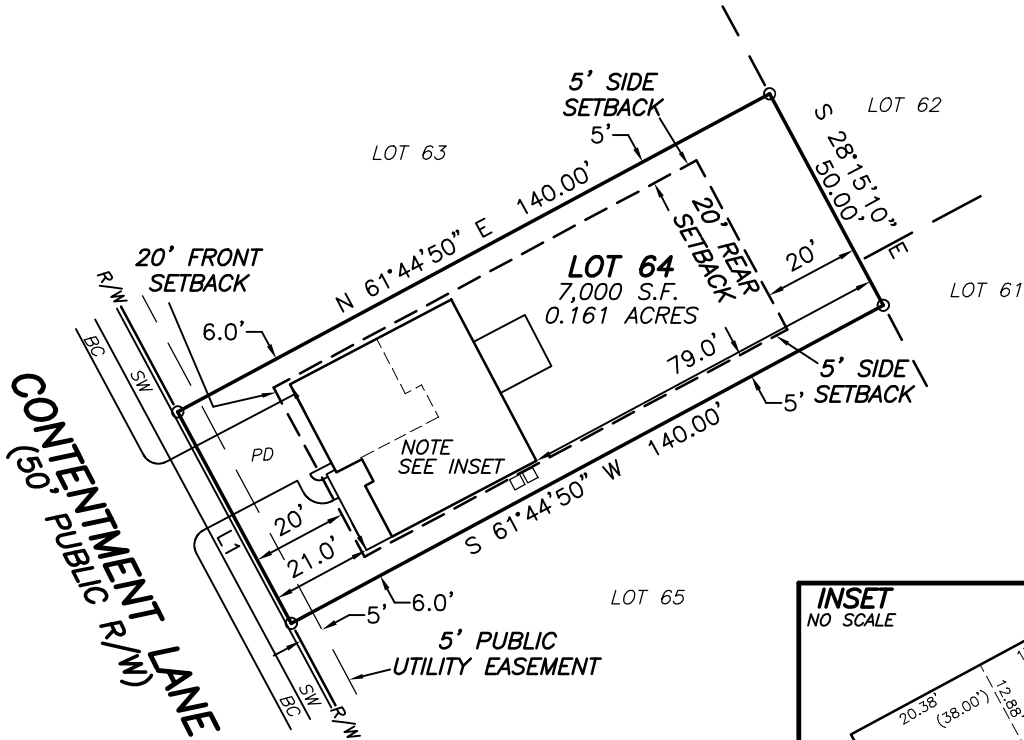 5' SIDE
SETBACK
5'
LOT 62
LOT 63
S 28°15'10" E
50.00'
N 61°44'50" E 140.00'
20' FRONT
SETBACK
20' REAR
SETBACK
20'
LOT 64
7,000 S.F.
0.161 ACRES
LOT 61
R/W
6.0'
BC
SW
79.0'
5' SIDE
SETBACK
5'
CONTENTMENT LANE
(50' PUBLIC R/W)
PD
NOTE
SEE INSET
S 61°44'50" W 140.00'
20'
L1
21.0'
5'
6.0'
LOT 65
5' PUBLIC
UTILITY EASEMENT
SW
BC
R/W
INSET
NO SCALE
20.38'
(38.00')
12.88'